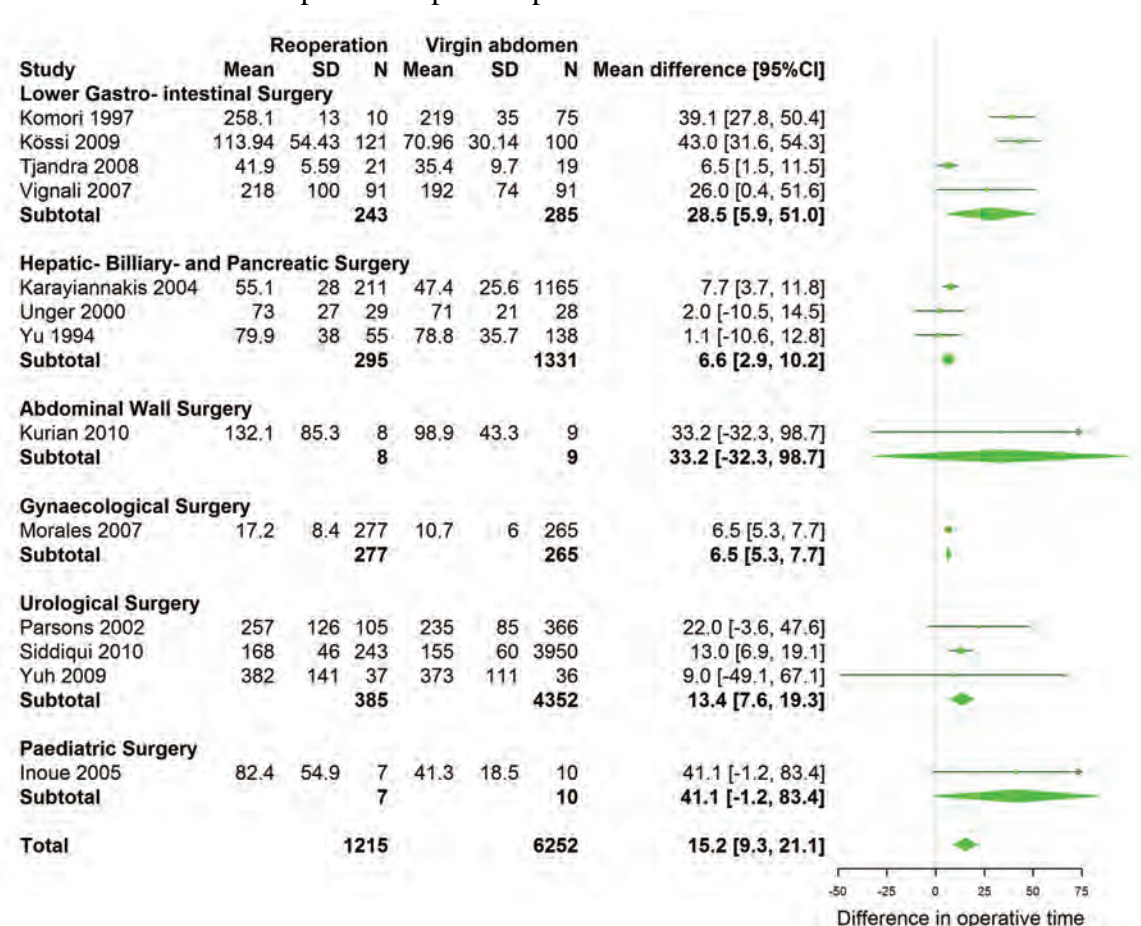 Reoperation Virgin abdomen
Study Mean SD N Mean SD N Mean difference [95%CI]
Lower Gastro- intestinal Surgery
Komori 1997 258.1 13 10 219 35 75 39.1 [27.8, 50.4]
Kössi 2009 113.94 54.43 121 70.96 30.14 100 43.0 [31.6, 54.3]
Tjandra 2008 41.9 5.59 21 35.4 9.7 19 6.5 [1.5, 11.5]
Vignali 2007 218 100 91 192 74 91 26.0 [0.4, 51.6]
Subtotal 243 285 28.5 [5.9, 51.0]
Hepatic- Billiary- and Pancreatic Surgery
Karayiannakis 2004 55.1 28 211 47.4 25.6 1165 7.7 [3.7, 11.8]
Unger 2000 73 27 29 71 21 28 2.0 [-10.5, 14.5]
Yu 1994 79.9 38 55 78.8 35.7 138 1.1 [-10.6, 12.8]
Subtotal 295 1331 6.6 [2.9, 10.2]
Abdominal Wall Surgery
Kurian 2010 132.1 85.3 8 98.9 43.3 9 33.2 [-32.3, 98.7]
Subtotal 8 9 33.2 [-32.3, 98.7]
Gynaecological Surgery
Morales 2007 17.2 8.4 277 10.7 6 265 6.5 [5.3, 7.7]
Subtotal 277 265 6.5 [5.3, 7.7]
Urological Surgery
Parsons 2002 257 126 105 235 85 366 22.0 [-3.6, 47.6]
Siddiqui 2010 168 46 243 155 60 3950 13.0 [6.9, 19.1]
Yuh 2009 382 141 37 373 111 36 9.0 [-49.1, 67.1]
Subtotal 385 4352 13.4 [7.6, 19.3]
Paediatric Surgery
Inoue 2005 82.4 54.9 7 41.3 18.5 10 41.1 [-1.2, 83.4]
Subtotal 7 10 41.1 [-1.2, 83.4]
Total 1215 6252 15.2 [9.3, 21.1]
-50 -25 0 25 50 75
Difference in operative time